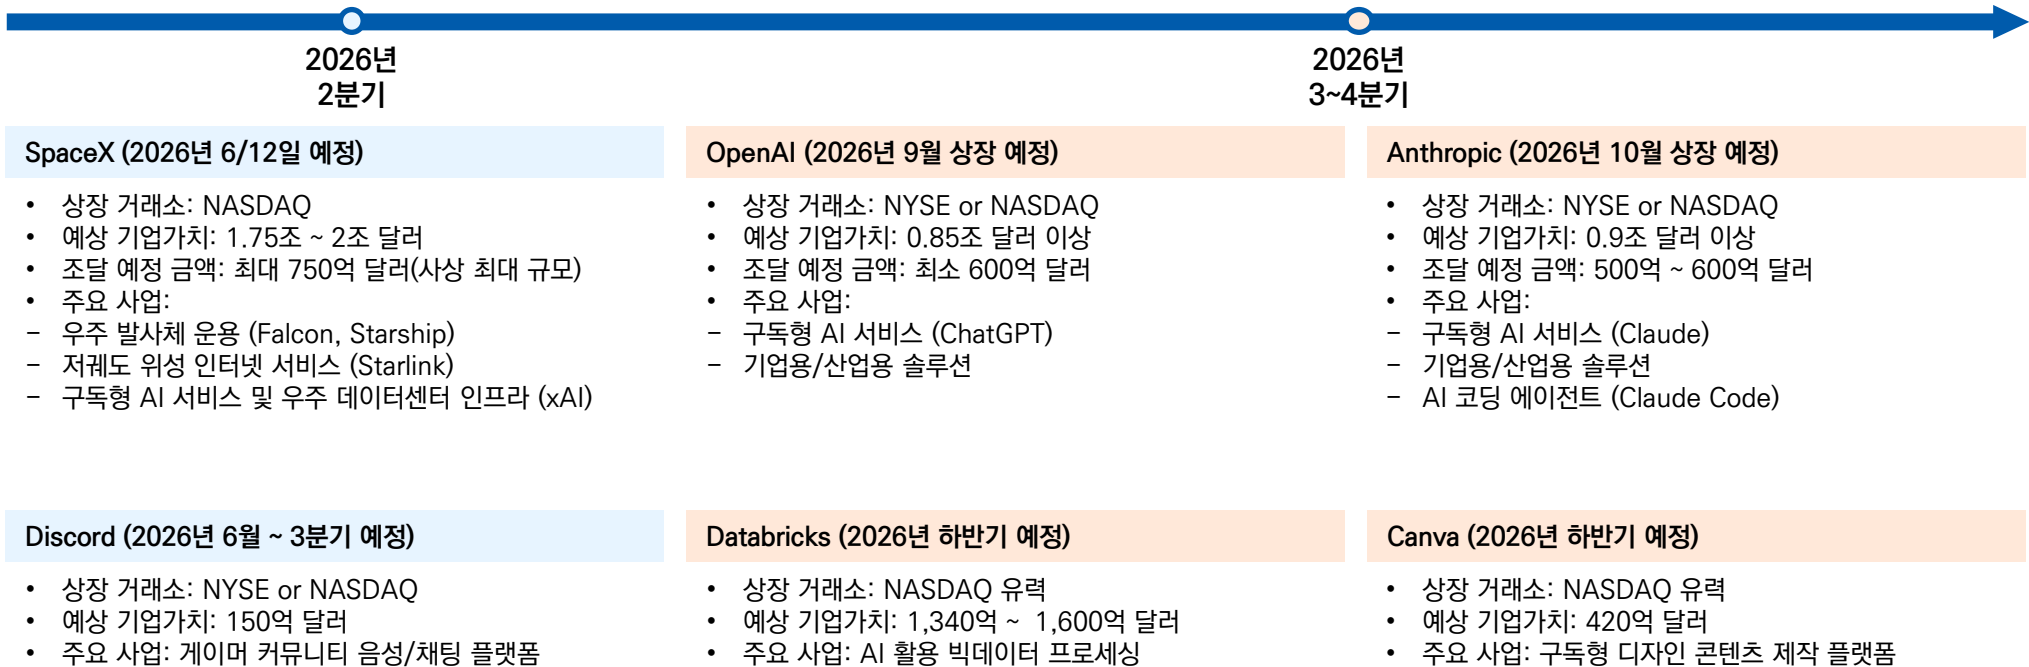 2026년
2분기
2026년
3~4분기
SpaceX (2026년 6/12일 예정)
• 상장 거래소: NASDAQ
• 예상 기업가치: 1.75조 ~ 2조 달러
• 조달 예정 금액: 최대 750억 달러(사상 최대 규모)
• 주요 사업:
– 우주 발사체 운용 (Falcon, Starship)
– 저궤도 위성 인터넷 서비스 (Starlink)
– 구독형 AI 서비스 및 우주 데이터센터 인프라 (xAI)
OpenAI (2026년 9월 상장 예정)
• 상장 거래소: NYSE or NASDAQ
• 예상 기업가치: 0.85조 달러 이상
• 조달 예정 금액: 최소 600억 달러
• 주요 사업:
– 구독형 AI 서비스 (ChatGPT)
– 기업용/산업용 솔루션
Anthropic (2026년 10월 상장 예정)
• 상장 거래소: NYSE or NASDAQ
• 예상 기업가치: 0.9조 달러 이상
• 조달 예정 금액: 500억 ~ 600억 달러
• 주요 사업:
– 구독형 AI 서비스 (Claude)
– 기업용/산업용 솔루션
– AI 코딩 에이전트 (Claude Code)
Discord (2026년 6월 ~ 3분기 예정)
• 상장 거래소: NYSE or NASDAQ
• 예상 기업가치: 150억 달러
• 주요 사업: 게이머 커뮤니티 음성/채팅 플랫폼
Databricks (2026년 하반기 예정)
• 상장 거래소: NASDAQ 유력
• 예상 기업가치: 1,340억 ~ 1,600억 달러
• 주요 사업: AI 활용 빅데이터 프로세싱
Canva (2026년 하반기 예정)
• 상장 거래소: NASDAQ 유력
• 예상 기업가치: 420억 달러
• 주요 사업: 구독형 디자인 콘텐츠 제작 플랫폼